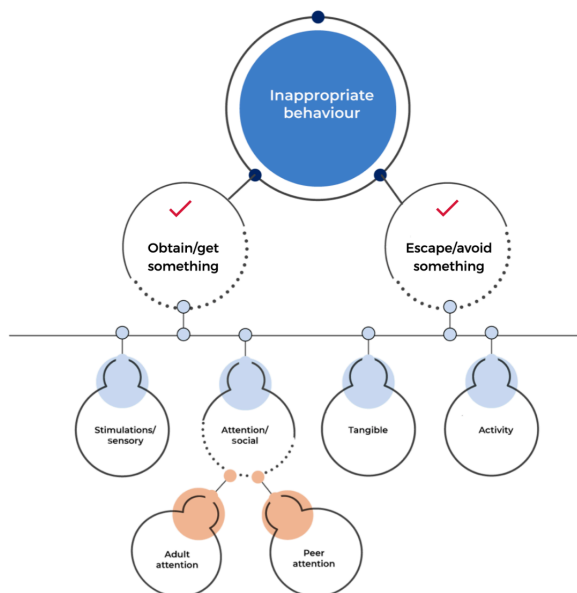 Inappropriate
behaviour
Obtain/get
something
Escape/avoid
something
Stimulations/
sensory
Attention/
social
Tangible
Activity
Adult
attention
Peer
attention